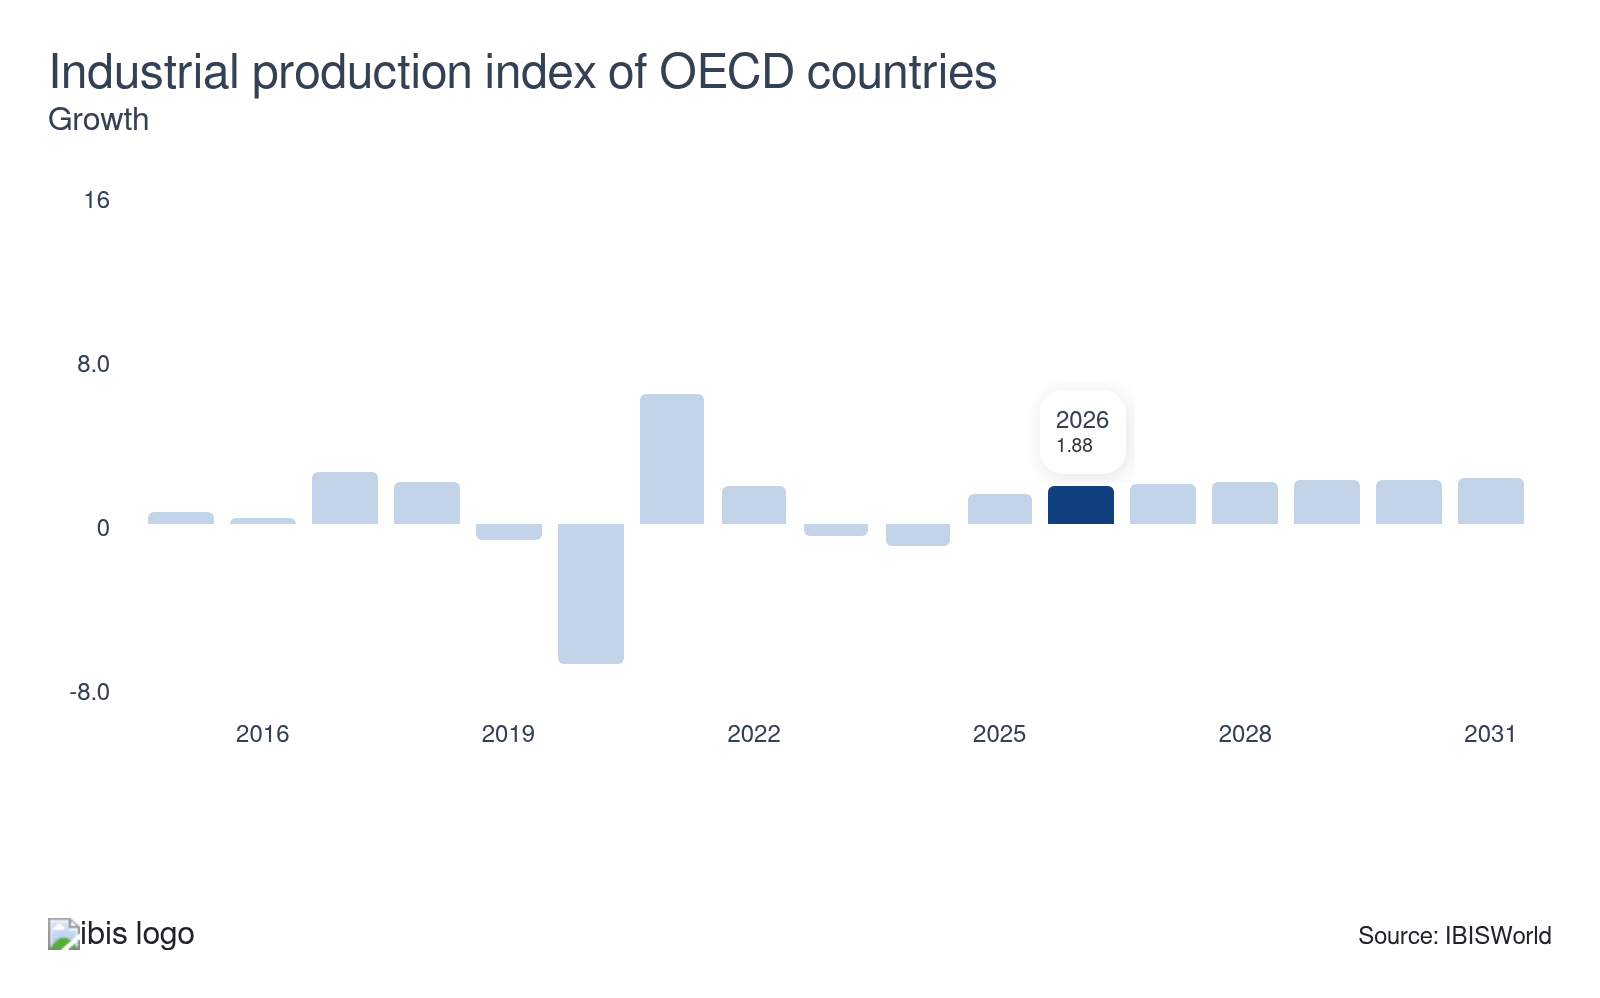 Industrial production index of OECD countries
Growth
16
8.0
2026
1.88
0
-8.0
2016 2019 2022 2025 2028 2031
ibis logo
Source: IBISWorld